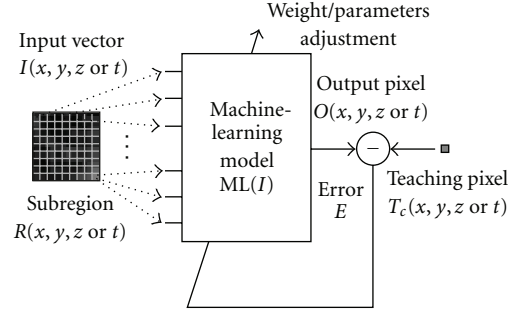 Weight/parameters
adjustment
Input vector
I(x, y, z or t)
Machine-
learning
model
ML(I)
Output pixel
O(x, y, z or t)
−
Error
E
Teaching pixel
T_c(x, y, z or t)
Subregion
R(x, y, z or t)